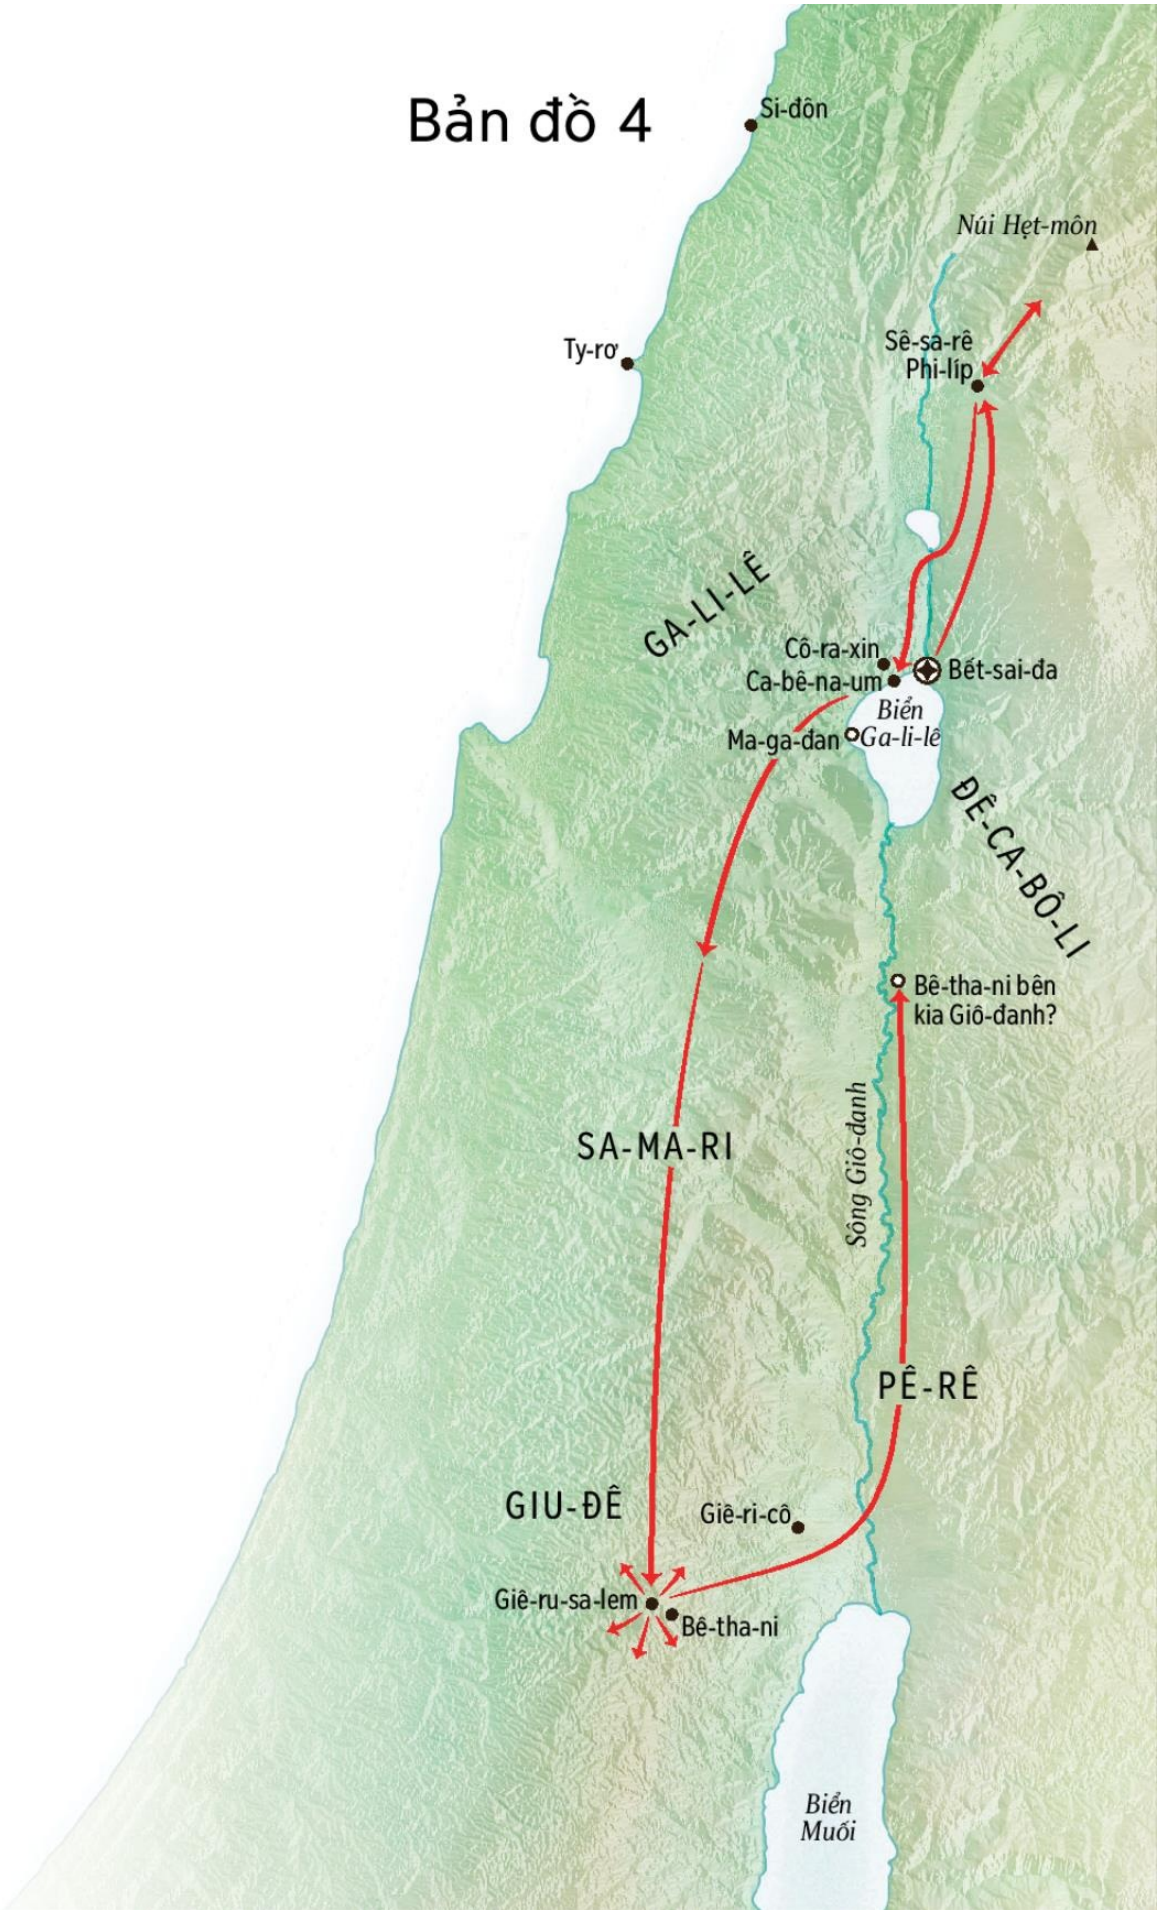 Bản đồ 4
Si-đôn
Núi Hẹt-môn
Ty-rơ
Sê-sa-rê
Phi-líp
GA-LI-LÊ
Cô-ra-xin
Ca-bê-na-um
Bết-sai-đa
Biển
Ga-li-lê
Ma-ga-đan
ĐÊ-CA-BÔ-LI
Bê-tha-ni bên
kia Giô-đanh?
Sông Giô-đanh
SA-MA-RI
PÊ-RÊ
GIU-ĐÊ
Giê-ri-cô
Giê-ru-sa-lem
Bê-tha-ni
Biển
Muối